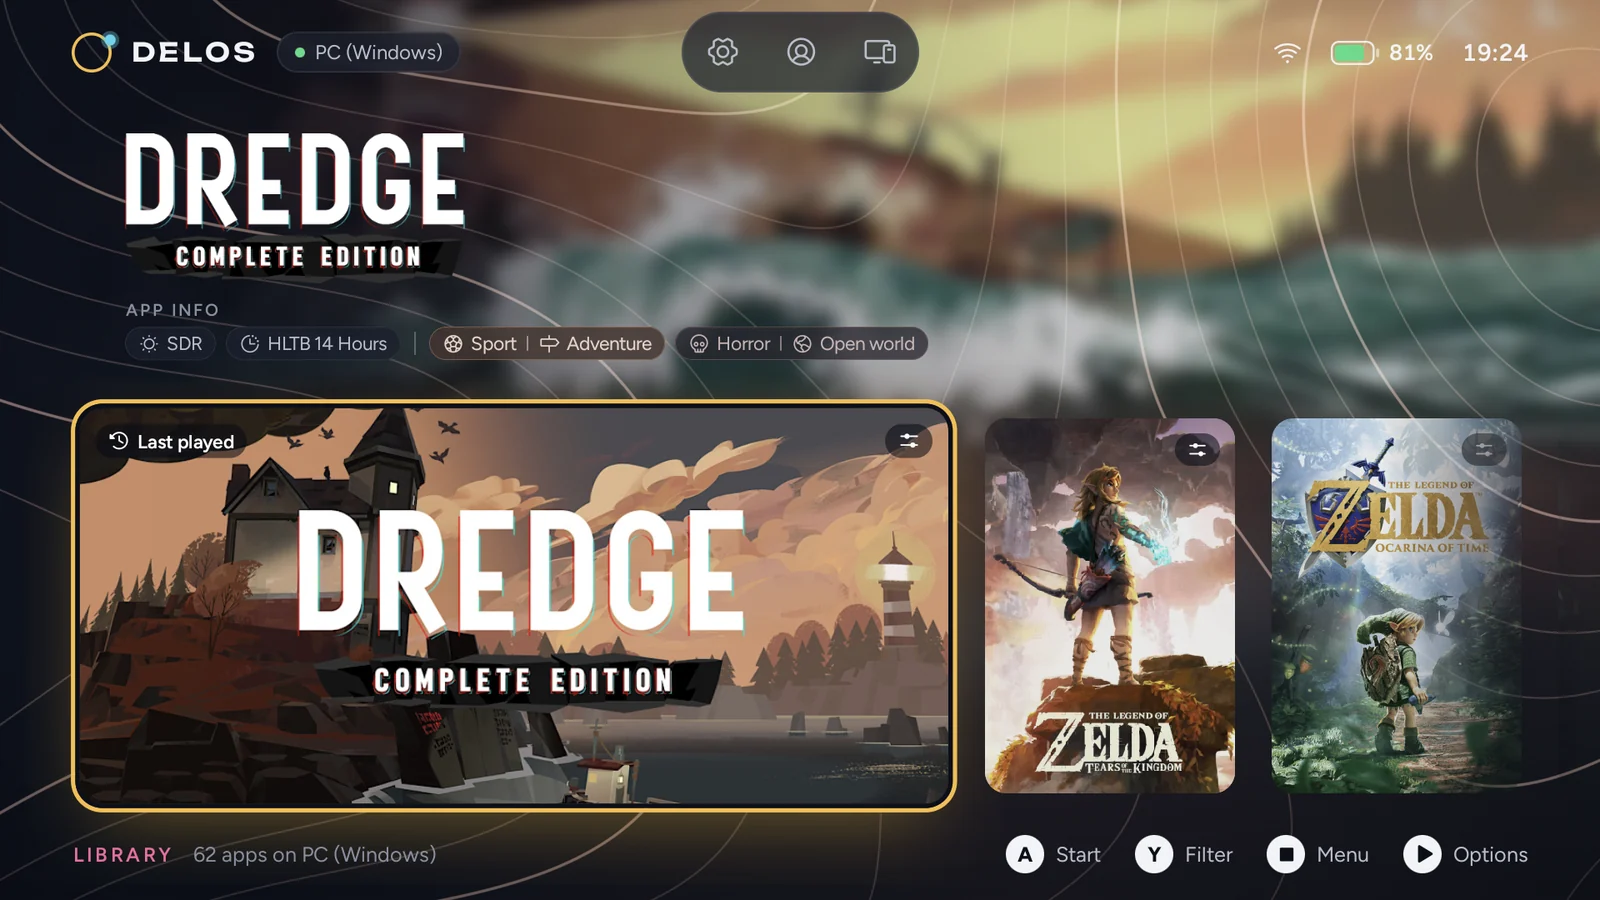 DELOS
PC (Windows)
81%
19:24
DREDGE
COMPLETE EDITION
APP INFO
SDR
HLTB 14 Hours
Sport | Adventure
Horror | Open world
Last played
DREDGE
COMPLETE EDITION
THE LEGEND OF
ZELDA
TEARS OF THE KINGDOM
THE LEGEND OF
ZELDA
OCARINA OF TIME
LIBRARY
62 apps on PC (Windows)
A Start
Y Filter
Menu
Options